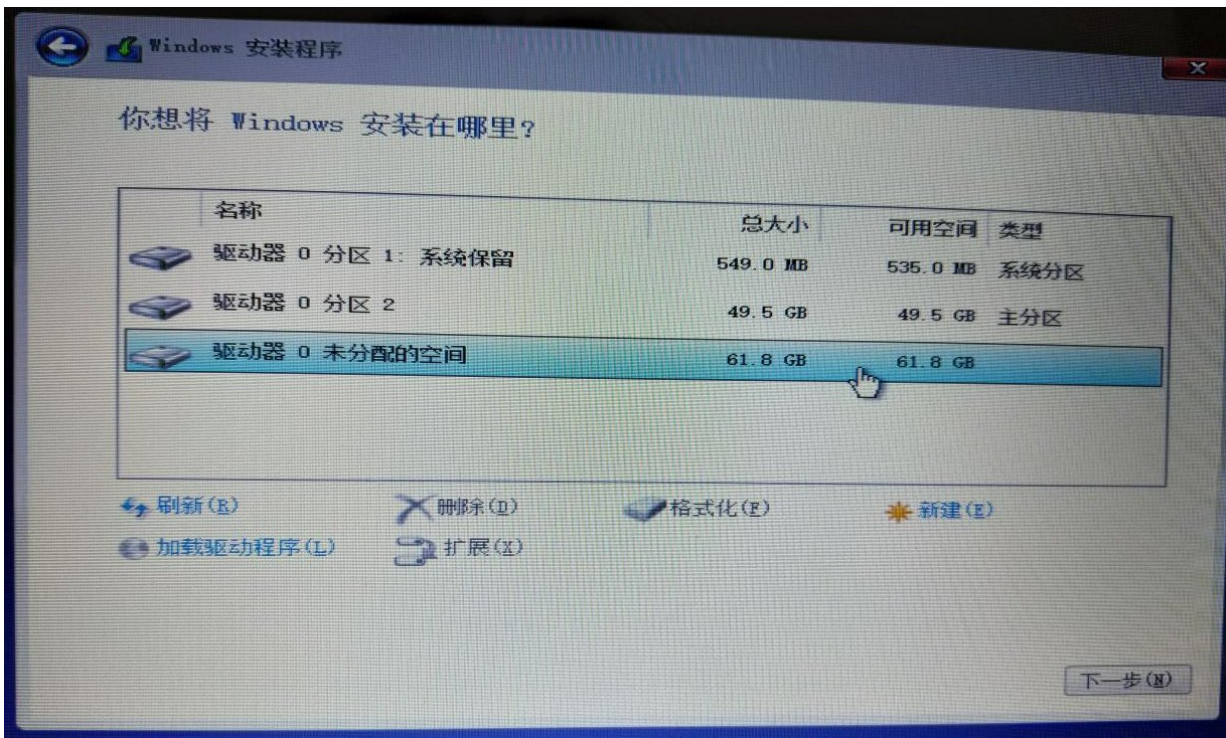 Windows 安装程序
你想将 Windows 安装在哪里?
名称 总大小 可用空间 类型
驱动器 0 分区 1: 系统保留 549.0 MB 535.0 MB 系统分区
驱动器 0 分区 2 49.5 GB 49.5 GB 主分区
驱动器 0 未分配的空间 61.8 GB 61.8 GB
刷新(R) 删除(D) 格式化(F) 新建(E)
加载驱动程序(L) 扩展(X)
下一步(N)